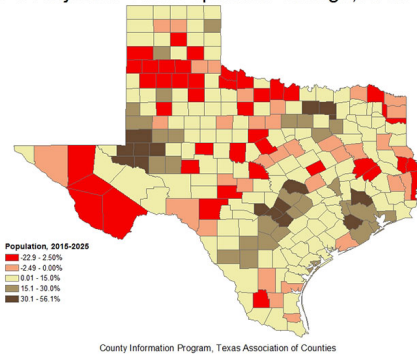 Population, 2015-2025
-22.9 - 2.50%
-2.49 - 0.00%
0.01 - 15.0%
15.1 - 30.0%
30.1 - 56.1%
County Information Program, Texas Association of Counties